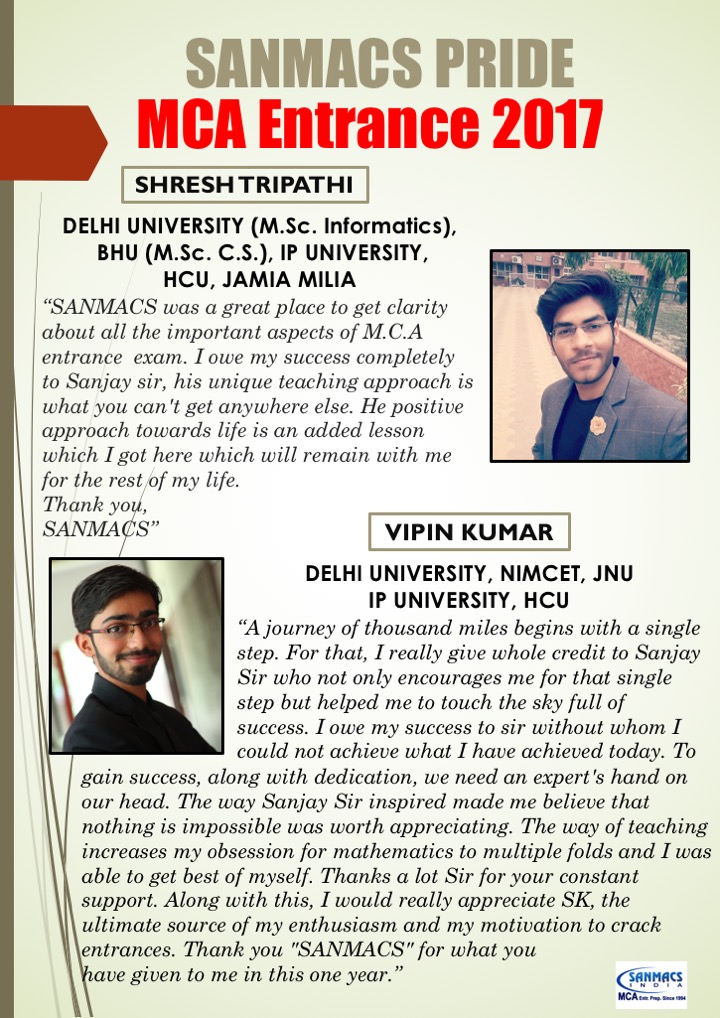 SANMACS PRIDE
MCA Entrance 2017
SHRESH TRIPATHI
DELHI UNIVERSITY (M.Sc. Informatics),
BHU (M.Sc. C.S.), IP UNIVERSITY,
HCU, JAMIA MILIA
“SANMACS was a great place to get clarity
about all the important aspects of M.C.A
entrance exam. I owe my success completely
to Sanjay sir, his unique teaching approach is
what you can't get anywhere else. He positive
approach towards life is an added lesson
which I got here which will remain with me
for the rest of my life.
Thank you,
SANMACS”
VIPIN KUMAR
DELHI UNIVERSITY, NIMCET, JNU
IP UNIVERSITY, HCU
“A journey of thousand miles begins with a single
step. For that, I really give whole credit to Sanjay
Sir who not only encourages me for that single
step but helped me to touch the sky full of
success. I owe my success to sir without whom I
could not achieve what I have achieved today. To
gain success, along with dedication, we need an expert's hand on
our head. The way Sanjay Sir inspired made me believe that
nothing is impossible was worth appreciating. The way of teaching
increases my obsession for mathematics to multiple folds and I was
able to get best of myself. Thanks a lot Sir for your constant
support. Along with this, I would really appreciate SK, the
ultimate source of my enthusiasm and my motivation to crack
entrances. Thank you "SANMACS" for what you
have given to me in this one year.”
SANMACS
INDIA
MCA Entr. Prep. Since 1994